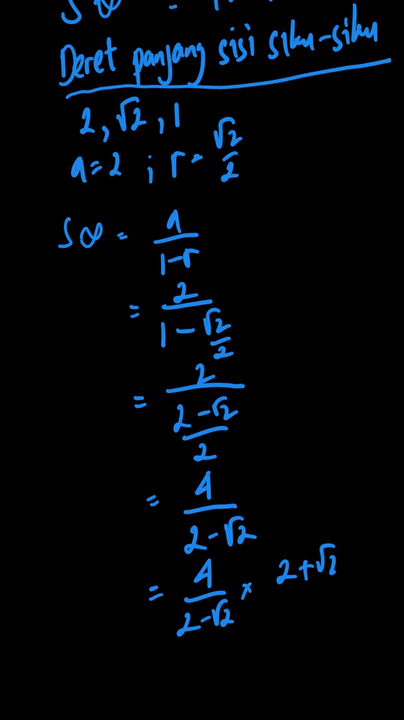 S∞ =
Deret panjang sisi siku-siku
2, √2, 1
a = 2 ; r = √2/2
S∞ = a/(1-r)
= 2/(1 - √2/2)
= 2/((2-√2)/2)
= 4/(2-√2)
= 4/(2-√2) × 2+√2